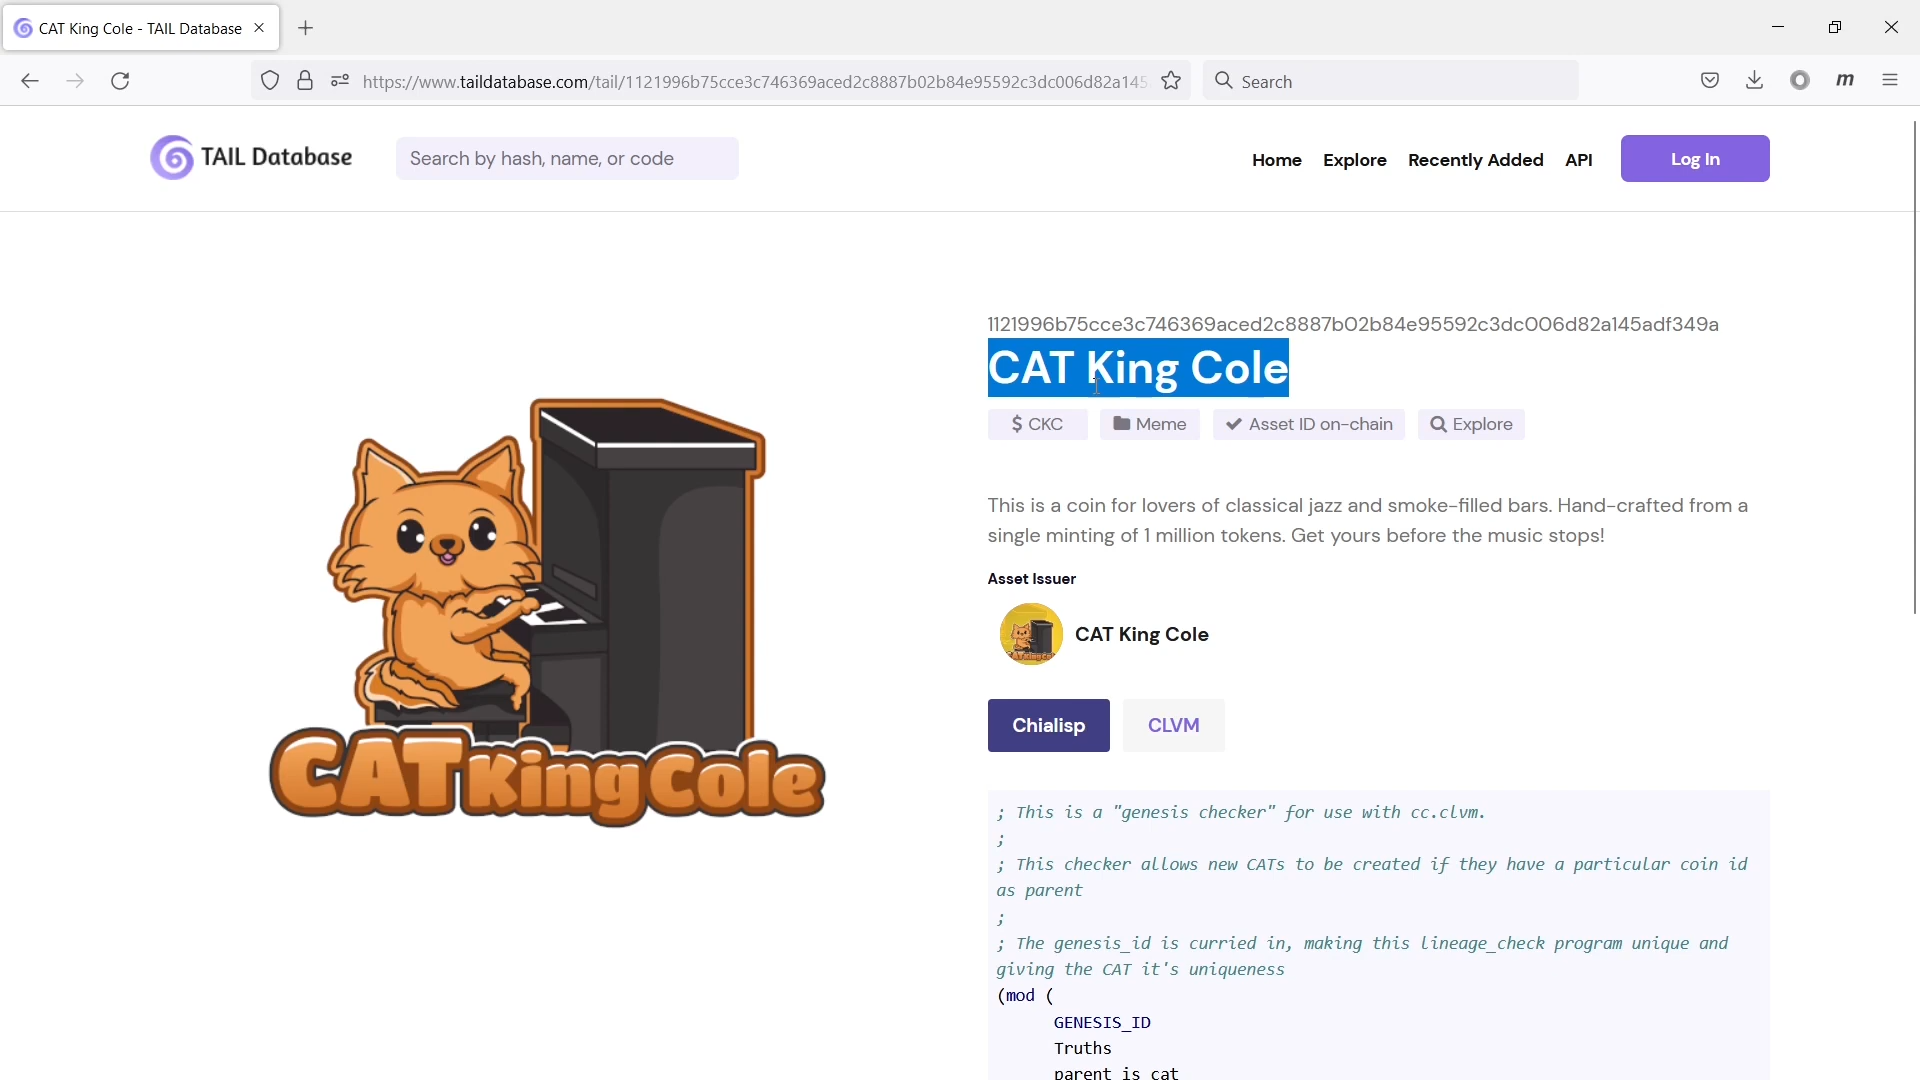 CAT King Cole - TAIL Database
https://www.taildatabase.com/tail/1121996b75cce3c746369aced2c8887b02b84e95592c3dc006d82a145
Search
m
TAIL Database
Search by hash, name, or code
Home
Explore
Recently Added
API
Log In
1121996b75cce3c746369aced2c8887b02b84e95592c3dc006d82a145adf349a
CAT King Cole
$ CKC
Meme
Asset ID on-chain
Explore
This is a coin for lovers of classical jazz and smoke-filled bars. Hand-crafted from a
single minting of 1 million tokens. Get yours before the music stops!
Asset Issuer
CAT King Cole
CATKingCole
Chialisp
CLVM
; This is a "genesis checker" for use with cc.clvm.
;
; This checker allows new CATs to be created if they have a particular coin id
as parent
;
; The genesis_id is curried in, making this lineage_check program unique and
giving the CAT it's uniqueness
(mod (
GENESIS_ID
Truths
parent_is_cat